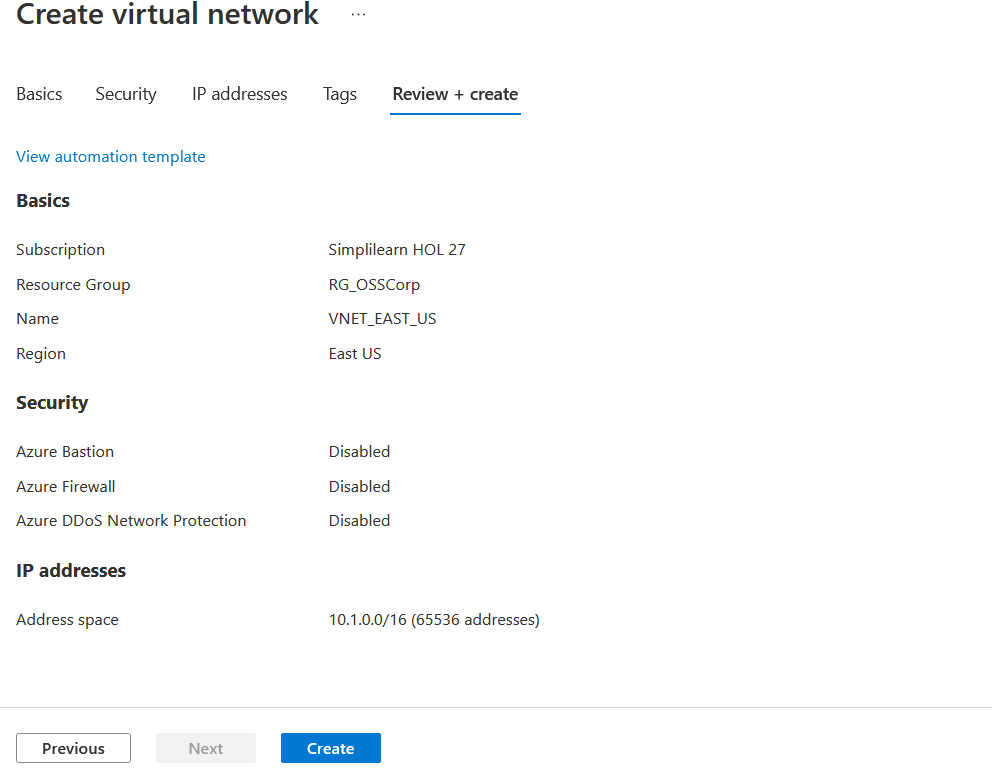 Create virtual network ...
Basics Security IP addresses Tags Review + create
View automation template
Basics
Subscription Simplilearn HOL 27
Resource Group RG_OSSCorp
Name VNET_EAST_US
Region East US
Security
Azure Bastion Disabled
Azure Firewall Disabled
Azure DDoS Network Protection Disabled
IP addresses
Address space 10.1.0.0/16 (65536 addresses)
Previous Next Create